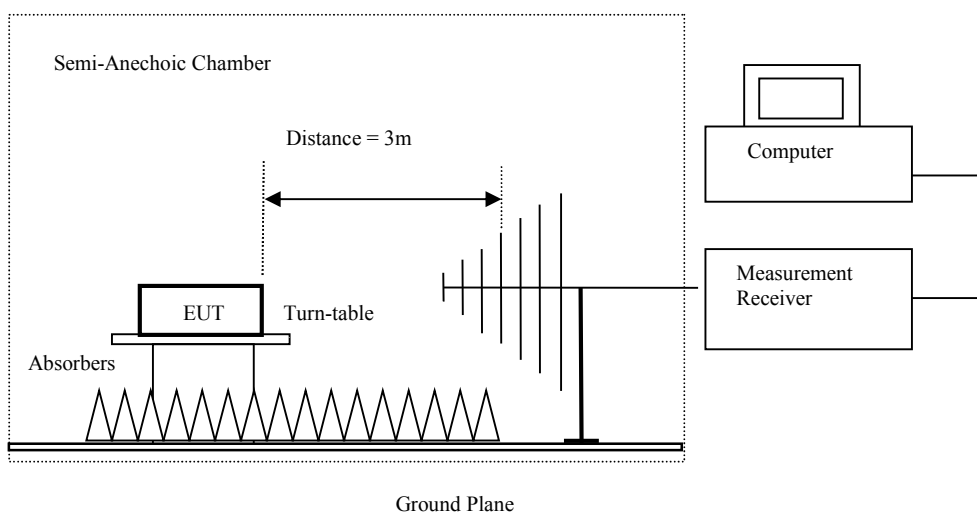 Semi-Anechoic Chamber
Distance = 3m
Computer
Measurement
Receiver
EUT
Turn-table
Absorbers
Ground Plane